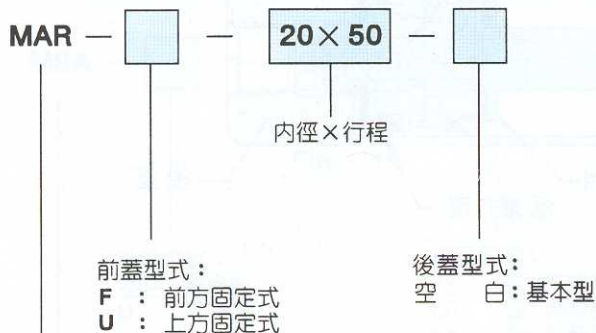 MAR — — 20×50 —
內徑×行程
前蓋型式：
F ： 前方固定式
U ： 上方固定式
後蓋型式：
空 白：基本型